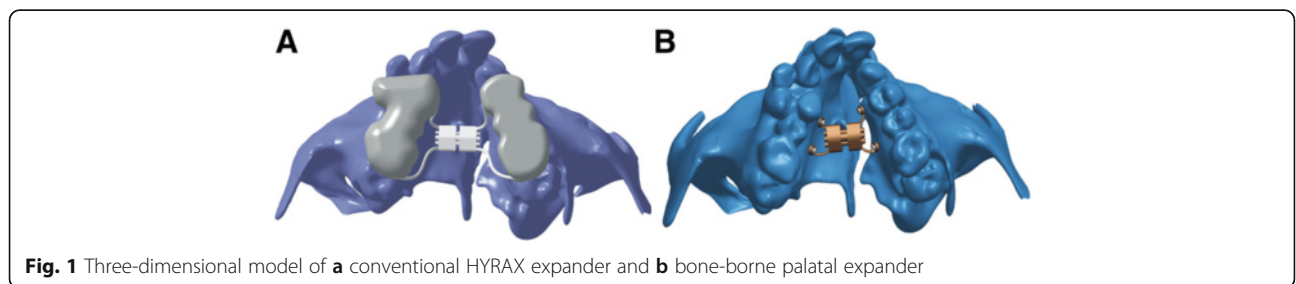 A B
Fig. 1 Three-dimensional model of a conventional HYRAX expander and b bone-borne palatal expander